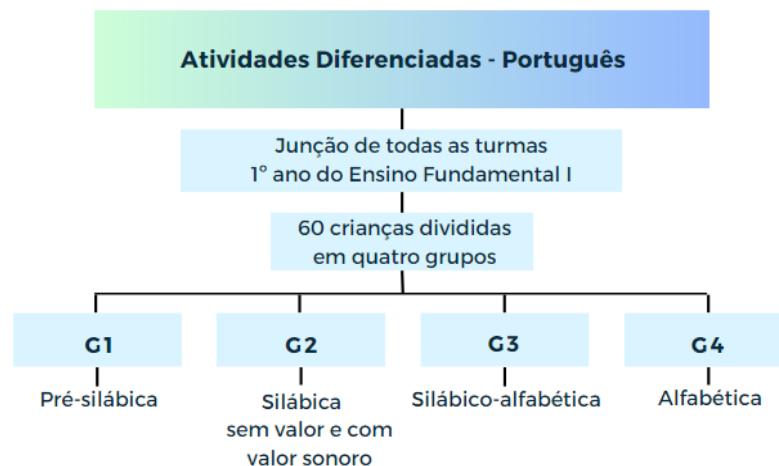 Atividades Diferenciadas - Português
Junção de todas as turmas
1º ano do Ensino Fundamental I
60 crianças divididas
em quatro grupos
G1
G2
G3
G4
Pré-silábica
Silábica
sem valor e com
valor sonoro
Silábico-alfabética
Alfabética